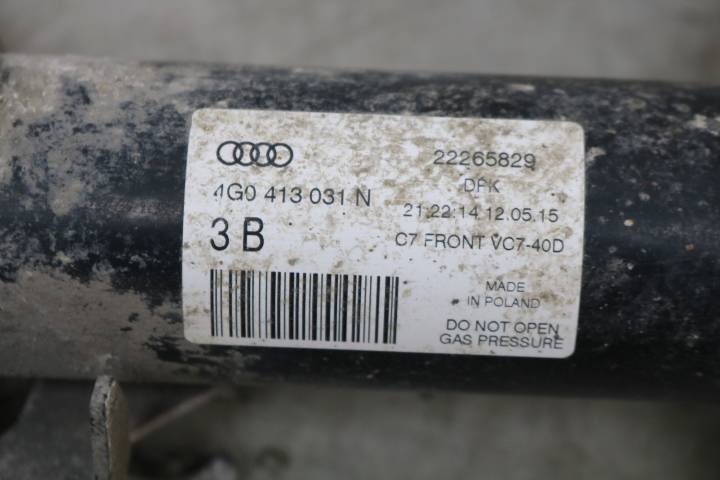 4G0 413 031 N
3 B
22265829
DFK
21:22:14 12.05.15
C7 FRONT VC7-40D
MADE
IN POLAND
DO NOT OPEN
GAS PRESSURE